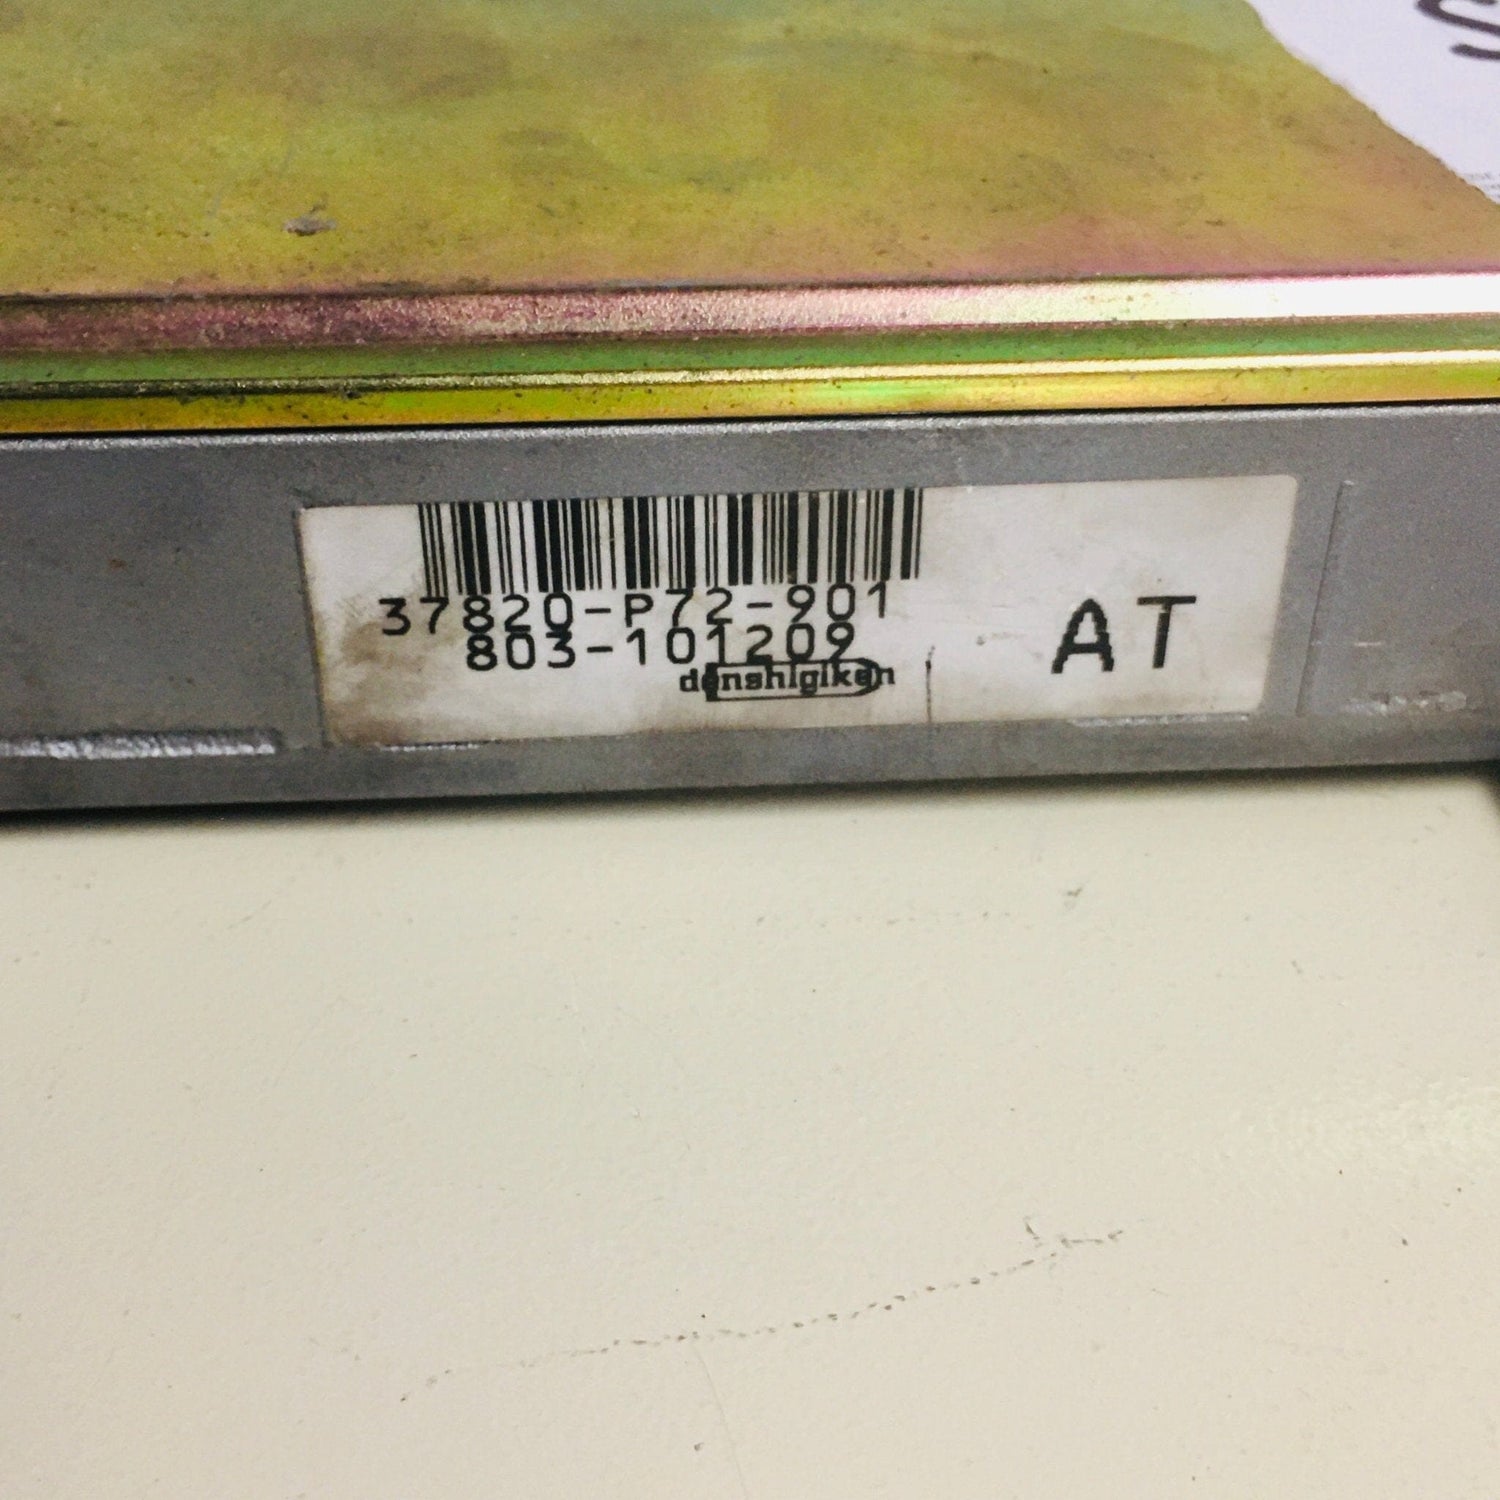 37820-P72-901
803-101209
denshigiken
AT